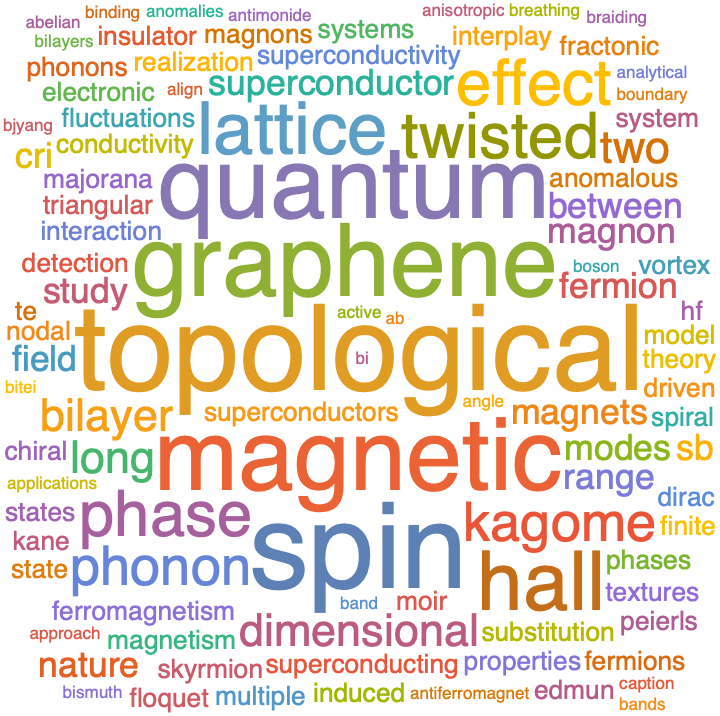 abelian binding anomalies antimonide anisotropic breathing braiding
bilayers insulator magnons systems interplay fractonic
phonons realization superconductivity analytical
electronic align superconductor effect boundary
bjyang fluctuations lattice twisted system
cri conductivity two
majorana quantum anomalous
triangular between
interaction graphene magnon
detection boson vortex
study fermion
te active ab hf
nodal topological model
field bi theory
bitei angle driven
bilayer superconductors magnets spiral
chiral long magnetic modes sb
applications range
states phase dirac
kane spin kagome finite
state phonon hall phases
band moir textures
ferromagnetism peierls
approach magnetism dimensional substitution
nature skyrmion superconducting properties fermions
bismuth floquet multiple induced antiferromagnet edmun caption
bands